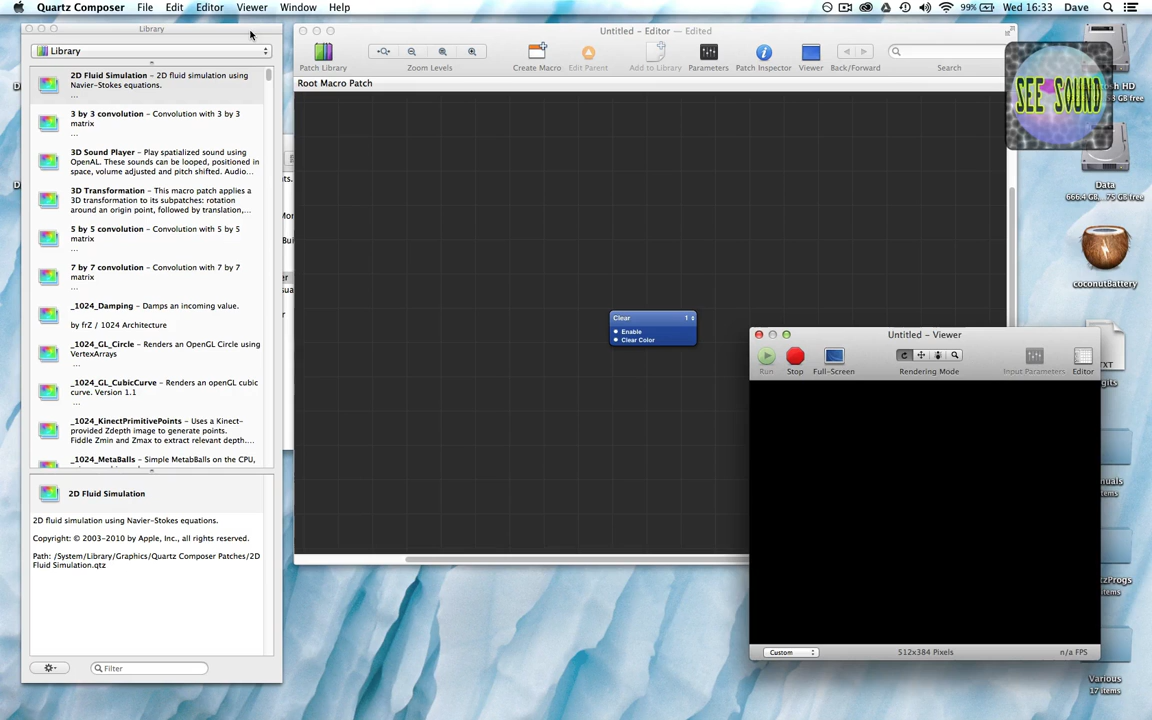 Quartz Composer File Edit Editor Viewer Window Help
99% Wed 16:33 Dave
Library
Library
2D Fluid Simulation – 2D fluid simulation using
Navier-Stokes equations.
...
3 by 3 convolution – Convolution with 3 by 3
matrix
...
3D Sound Player – Play spatialized sound using
OpenAL. These sounds can be looped, positioned in
space, volume adjusted and pitch shifted. Audio...
3D Transformation – This macro patch applies a
3D transformation to its subpatches: rotation
around an origin point, followed by translation,...
5 by 5 convolution – Convolution with 5 by 5
matrix
...
7 by 7 convolution – Convolution with 7 by 7
matrix
...
_1024_Damping – Damps an incoming value.
by frZ / 1024 Architecture
_1024_GL_Circle – Renders an OpenGL Circle using
VertexArrays
...
_1024_GL_CubicCurve – Renders an openGL cubic
curve. Version 1.1
...
_1024_KinectPrimitivePoints – Uses a Kinect-
provided Zdepth image to generate points.
Fiddle Zmin and Zmax to extract relevant depth....
_1024_MetaBalls – Simple MetabBalls on the CPU,
2D Fluid Simulation
2D fluid simulation using Navier-Stokes equations.
Copyright: © 2003-2010 by Apple, Inc., all rights reserved.
Path: /System/Library/Graphics/Quartz Composer Patches/2D
Fluid Simulation.qtz
Filter
Untitled - Editor — Edited
Patch Library Zoom Levels Create Macro Edit Parent Add to Library Parameters Patch Inspector Viewer Back/Forward Search
Root Macro Patch
Clear 1
Enable
Clear Color
Untitled - Viewer
Run Stop Full-Screen Rendering Mode Input Parameters Editor
Custom 512x384 Pixels n/a FPS
SEE SOUND
GB free
Data
coconutBattery
TXT
Various
17 items